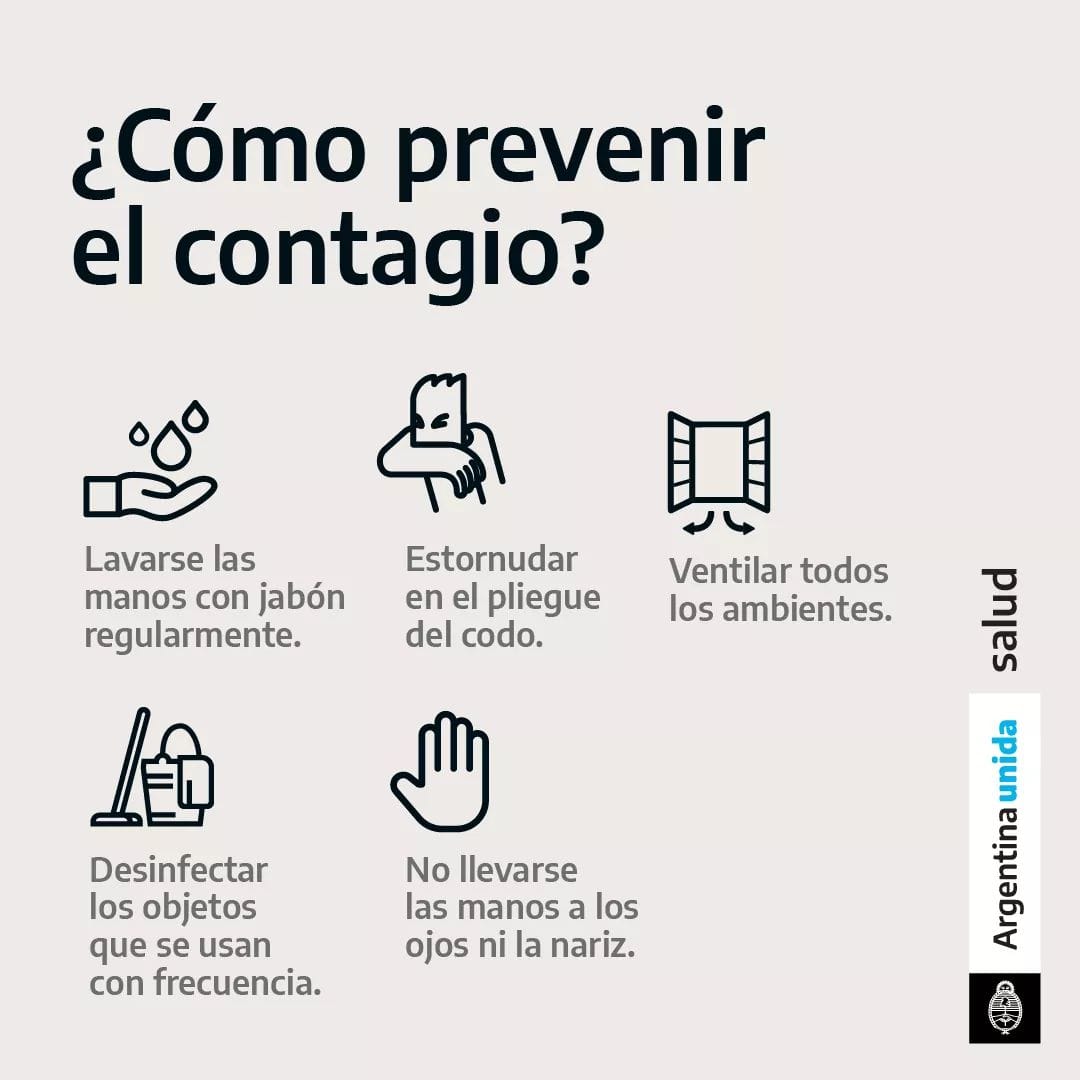 ¿Cómo prevenir
el contagio?
Lavarse las
manos con jabón
regularmente.
Estornudar
en el pliegue
del codo.
Ventilar todos
los ambientes.
Desinfectar
los objetos
que se usan
con frecuencia.
No llevarse
las manos a los
ojos ni la nariz.
salud
Argentina unida